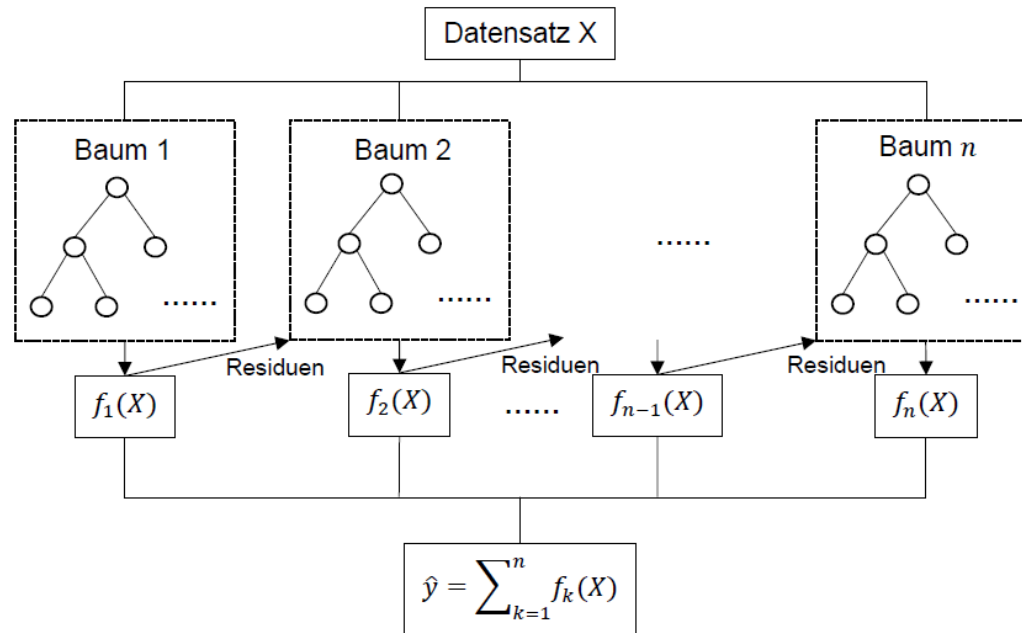 Datensatz X
Baum 1
Baum 2
Baum n
......
......
......
......
Residuen
Residuen
Residuen
f₁(X)
f₂(X)
......
fₙ₋₁(X)
fₙ(X)
ŷ = ∑ₖ₌₁ⁿ fₖ(X)